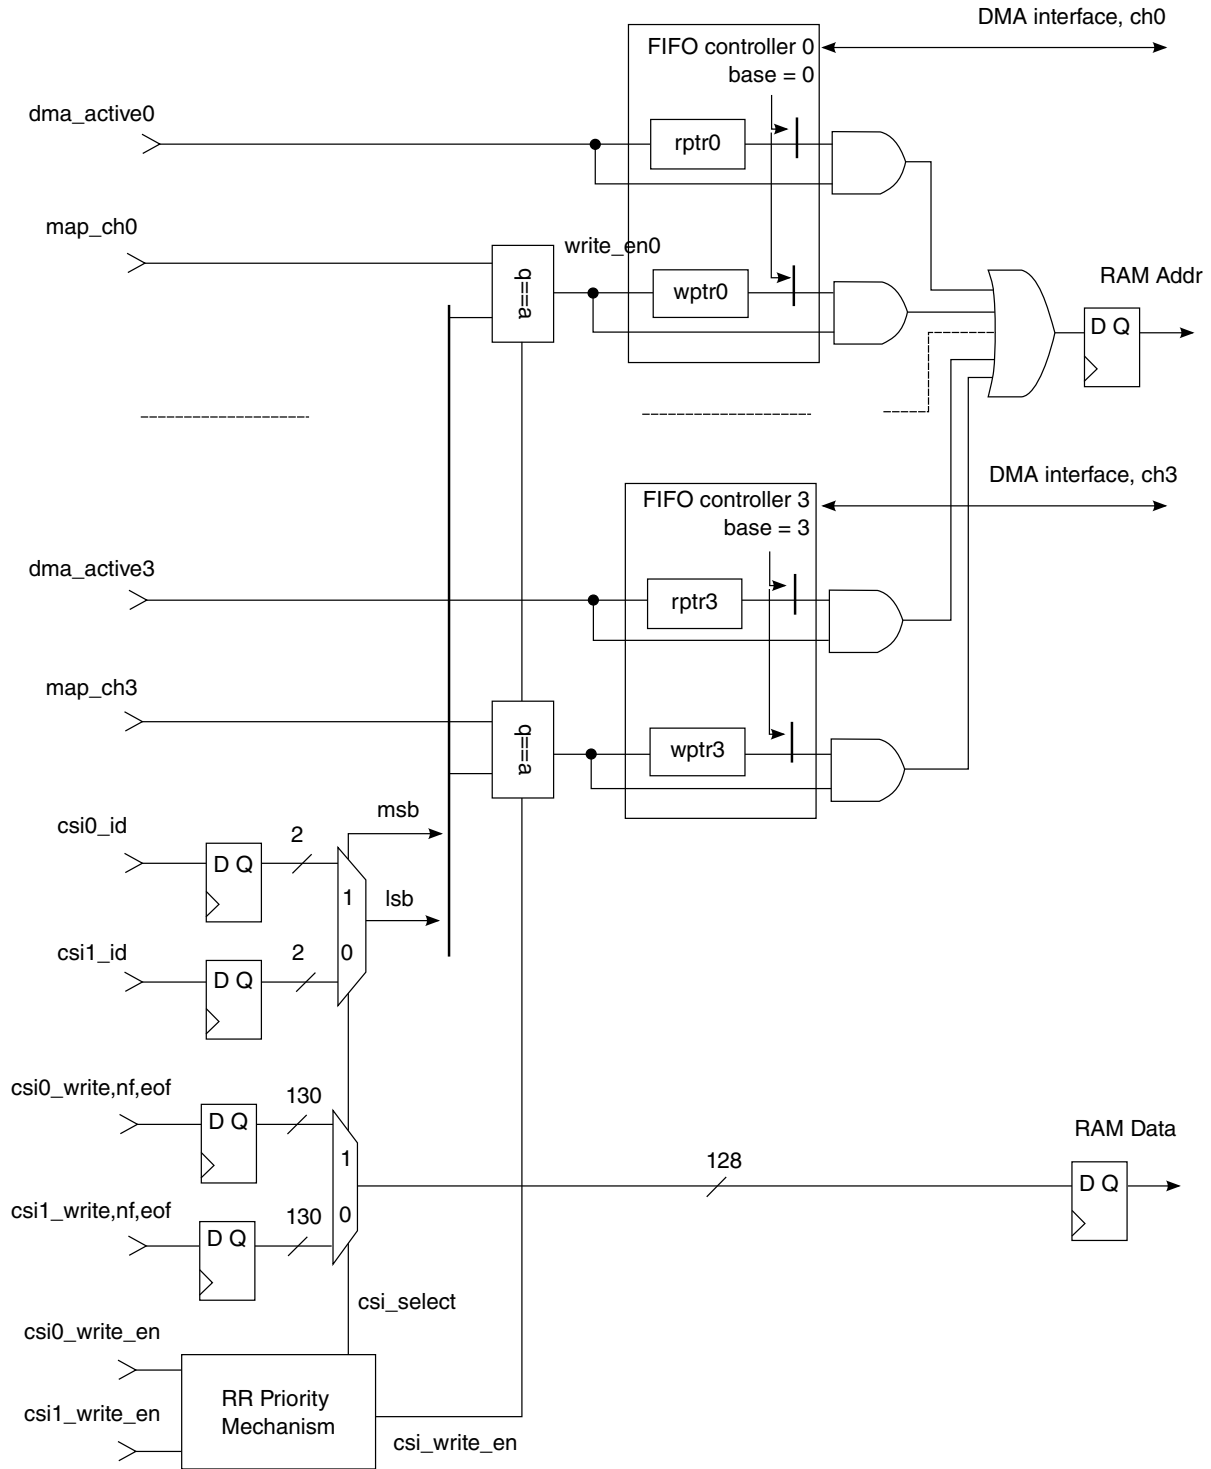 DMA interface, ch0
FIFO controller 0
base = 0
dma_active0
rptr0
map_ch0
write_en0
q==a
wptr0
RAM Addr
D Q
DMA interface, ch3
FIFO controller 3
base = 3
dma_active3
rptr3
map_ch3
q==a
wptr3
msb
csi0_id
2
D Q
1
lsb
csi1_id
2
0
D Q
csi0_write,nf,eof
130
D Q
1
RAM Data
128
D Q
csi1_write,nf,eof
130
0
D Q
csi_select
csi0_write_en
RR Priority
Mechanism
csi1_write_en
csi_write_en